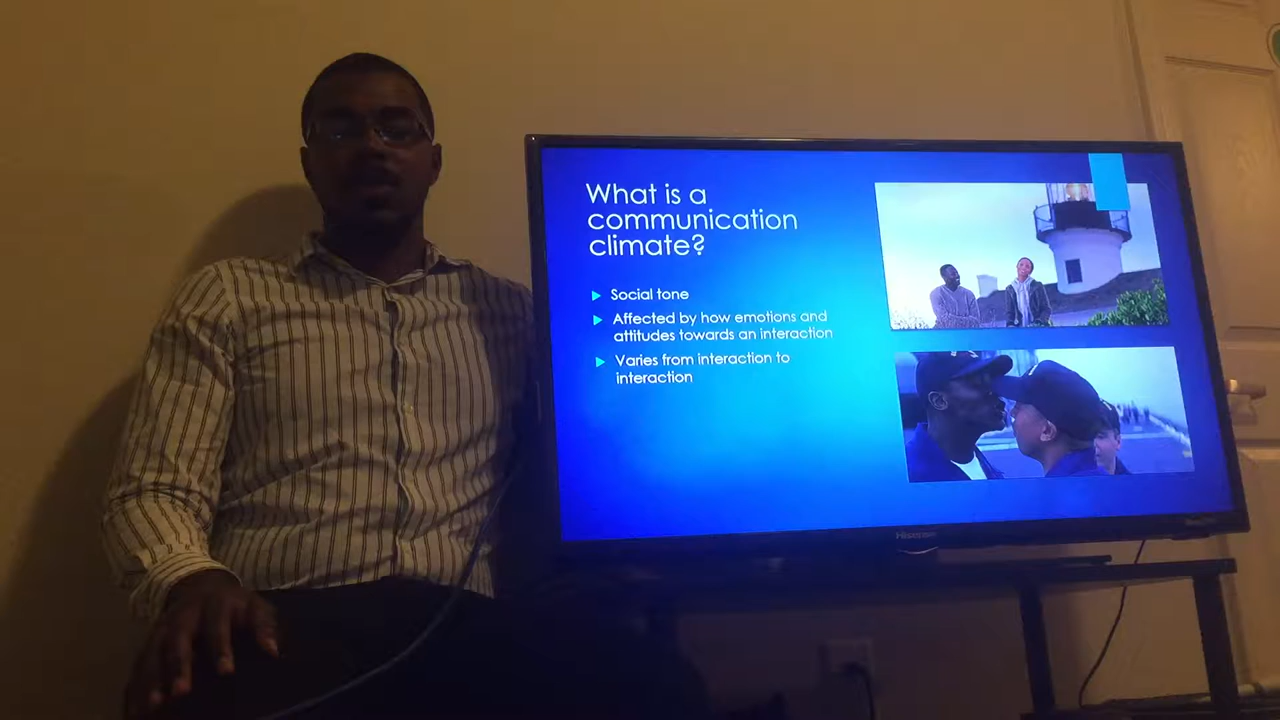 What is a
communication
climate?
Social tone
Affected by how emotions and
attitudes towards an interaction
Varies from interaction to
interaction
Hisense